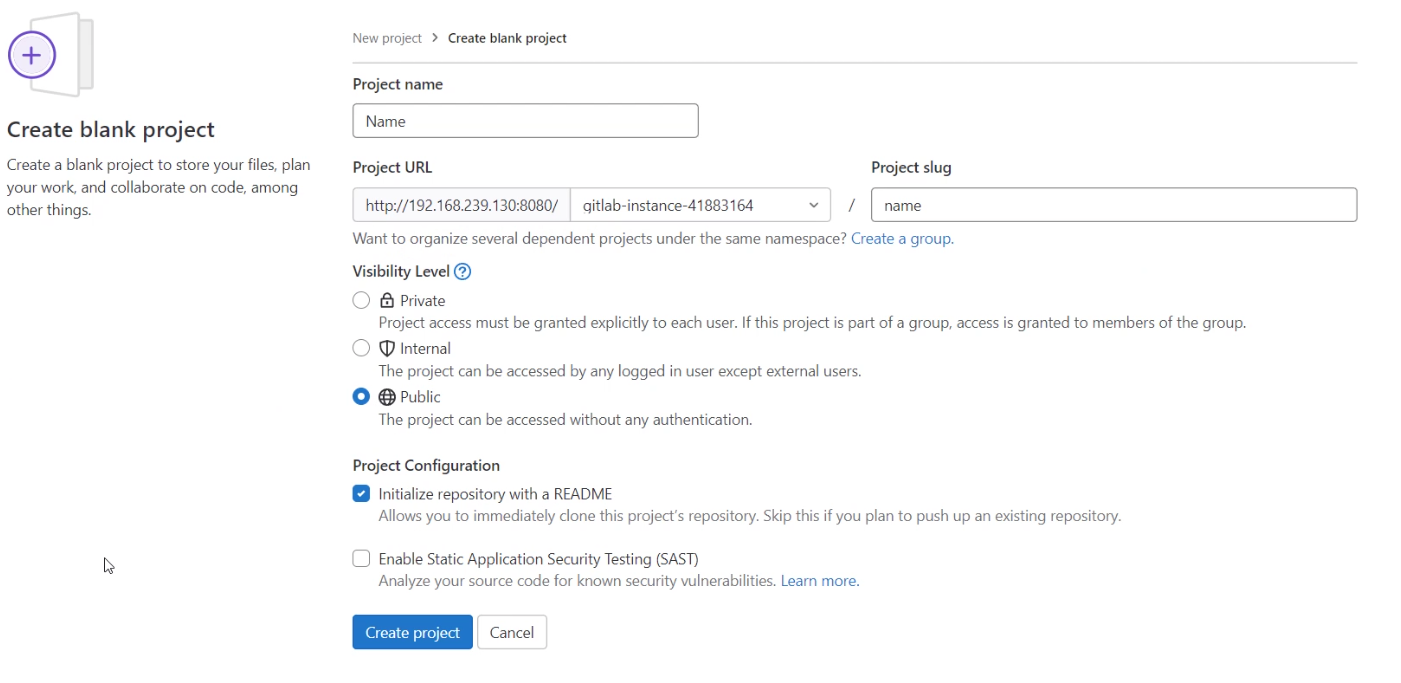 New project > Create blank project
Create blank project
Create a blank project to store your files, plan
your work, and collaborate on code, among
other things.
Project name
Name
Project URL
Project slug
http://192.168.239.130:8080/ gitlab-instance-41883164 / name
Want to organize several dependent projects under the same namespace? Create a group.
Visibility Level ?
Private
Project access must be granted explicitly to each user. If this project is part of a group, access is granted to members of the group.
Internal
The project can be accessed by any logged in user except external users.
Public
The project can be accessed without any authentication.
Project Configuration
Initialize repository with a README
Allows you to immediately clone this project's repository. Skip this if you plan to push up an existing repository.
Enable Static Application Security Testing (SAST)
Analyze your source code for known security vulnerabilities. Learn more.
Create project
Cancel